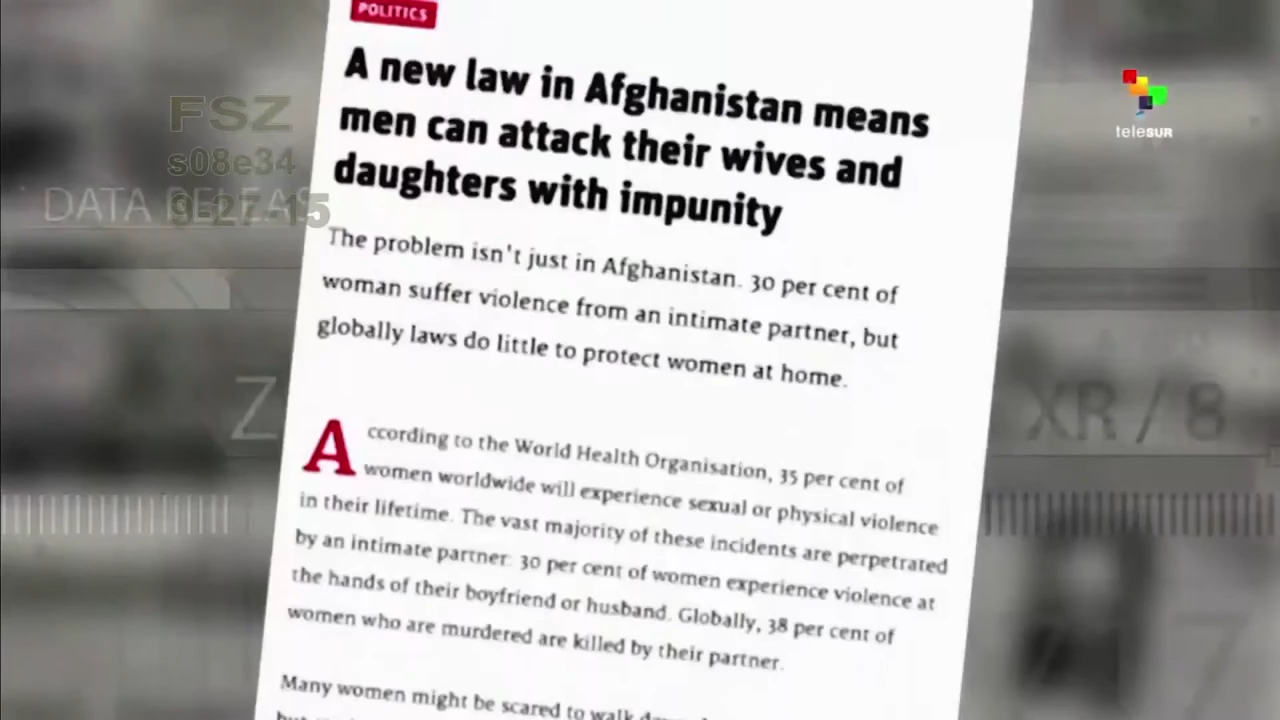 POLITICS
A new law in Afghanistan means
men can attack their wives and
daughters with impunity
The problem isn't just in Afghanistan. 30 per cent of
woman suffer violence from an intimate partner, but
globally laws do little to protect women at home.
According to the World Health Organisation, 35 per cent of
women worldwide will experience sexual or physical violence
in their lifetime. The vast majority of these incidents are perpetrated
by an intimate partner: 30 per cent of women experience violence at
the hands of their boyfriend or husband. Globally, 38 per cent of
women who are murdered are killed by their partner.
Many women might be scared to walk
teleSUR
FSZ
s08e34
9-27-15
DATA RELEAS
Z
XR / 8